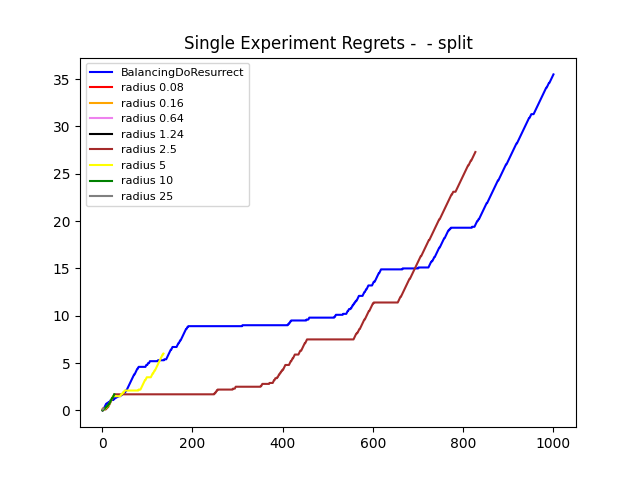 Single Experiment Regrets -  - split
BalancingDoResurrect
radius 0.08
radius 0.16
radius 0.64
radius 1.24
radius 2.5
radius 5
radius 10
radius 25
35
30
25
20
15
10
5
0
0 200 400 600 800 1000